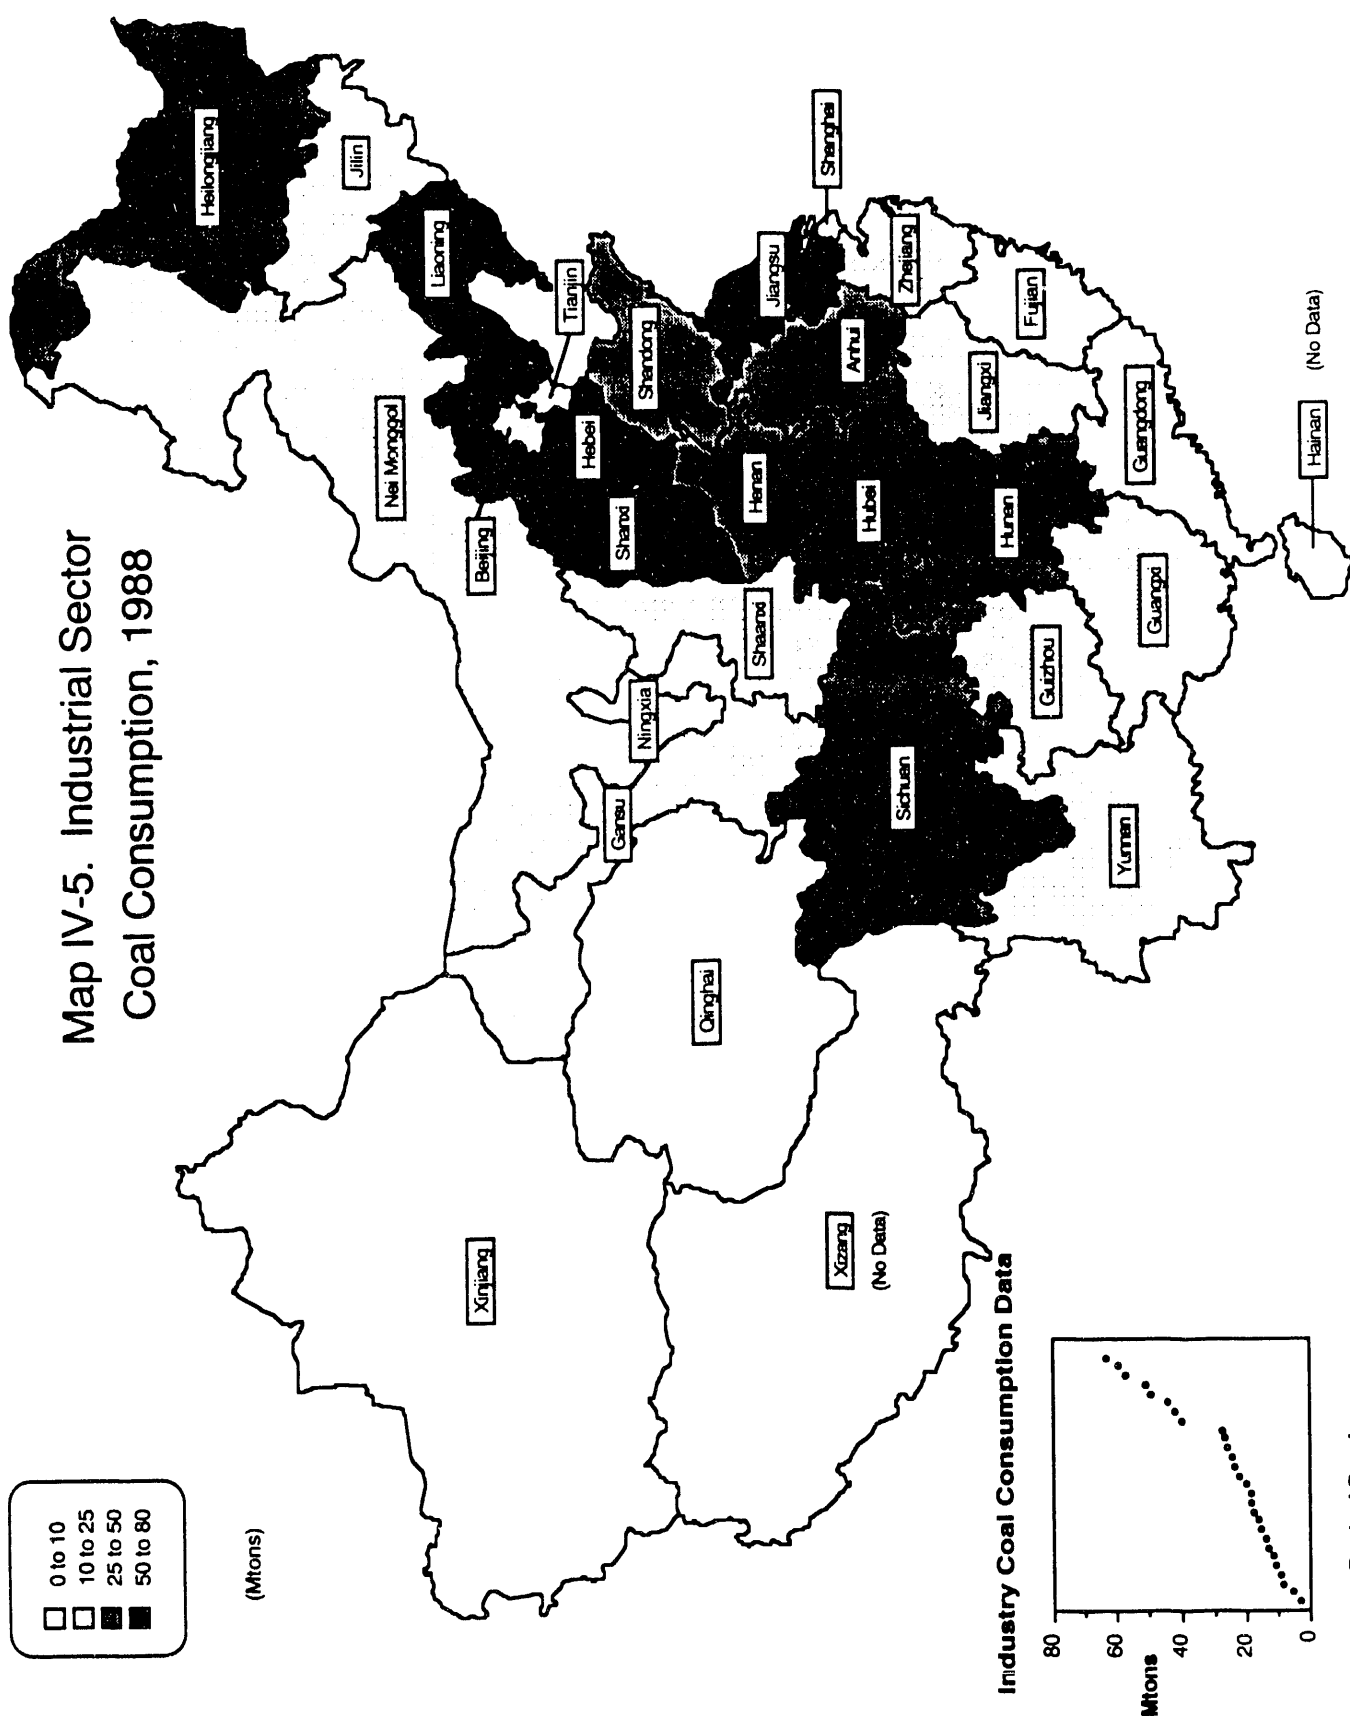 Map IV-5. Industrial Sector
Coal Consumption, 1988
0 to 10
10 to 25
25 to 50
50 to 80
(Mtons)
Heilongjiang
Jilin
Liaoning
Nei Monggol
Beijing
Tianjin
Hebei
Shanxi
Shandong
Xinjiang
Gansu
Ningxia
Shaanxi
Henan
Jiangsu
Shanghai
Anhui
Zhejiang
Qinghai
Xizang
(No Data)
Sichuan
Hubei
Hunan
Jiangxi
Fujian
Guizhou
Yunnan
Guangxi
Guangdong
Hainan
(No Data)
Industry Coal Consumption Data
Mtons
80
60
40
20
0